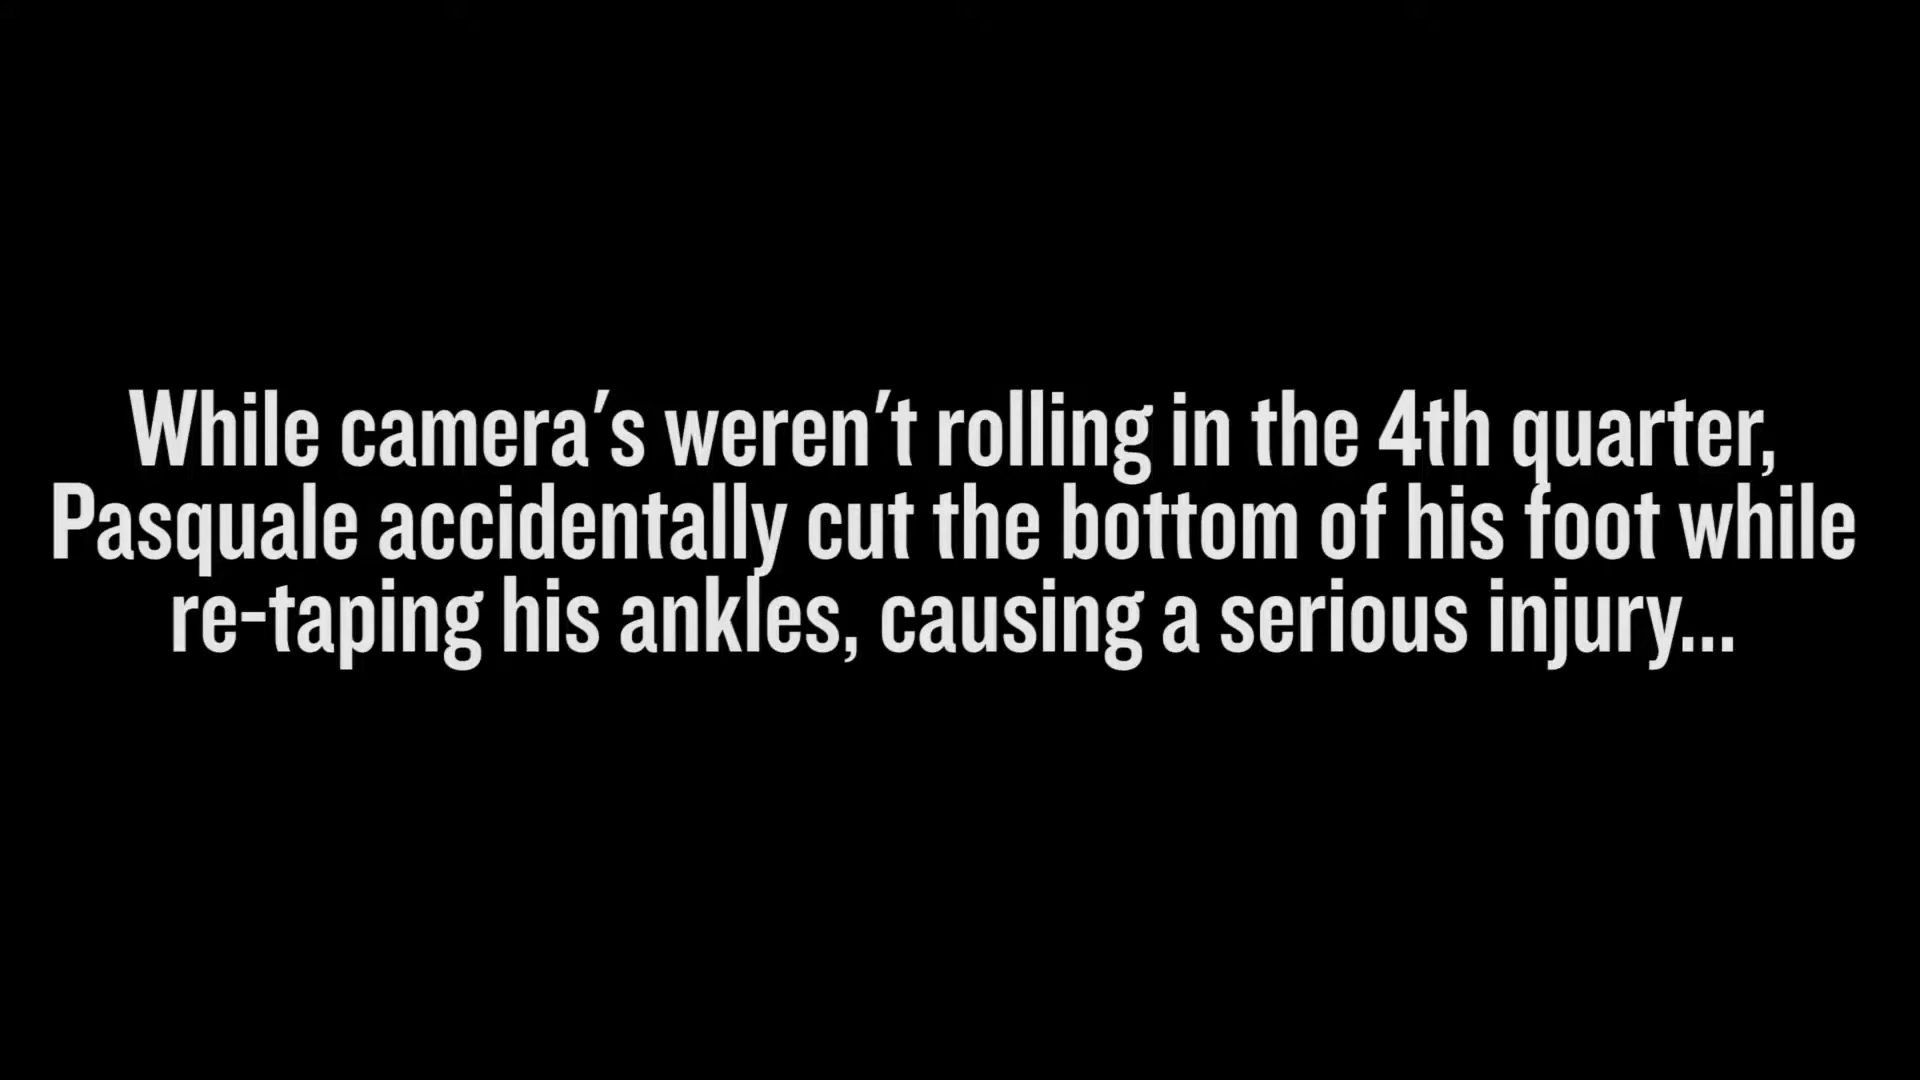 While camera's weren't rolling in the 4th quarter,
Pasquale accidentally cut the bottom of his foot while
re-taping his ankles, causing a serious injury...